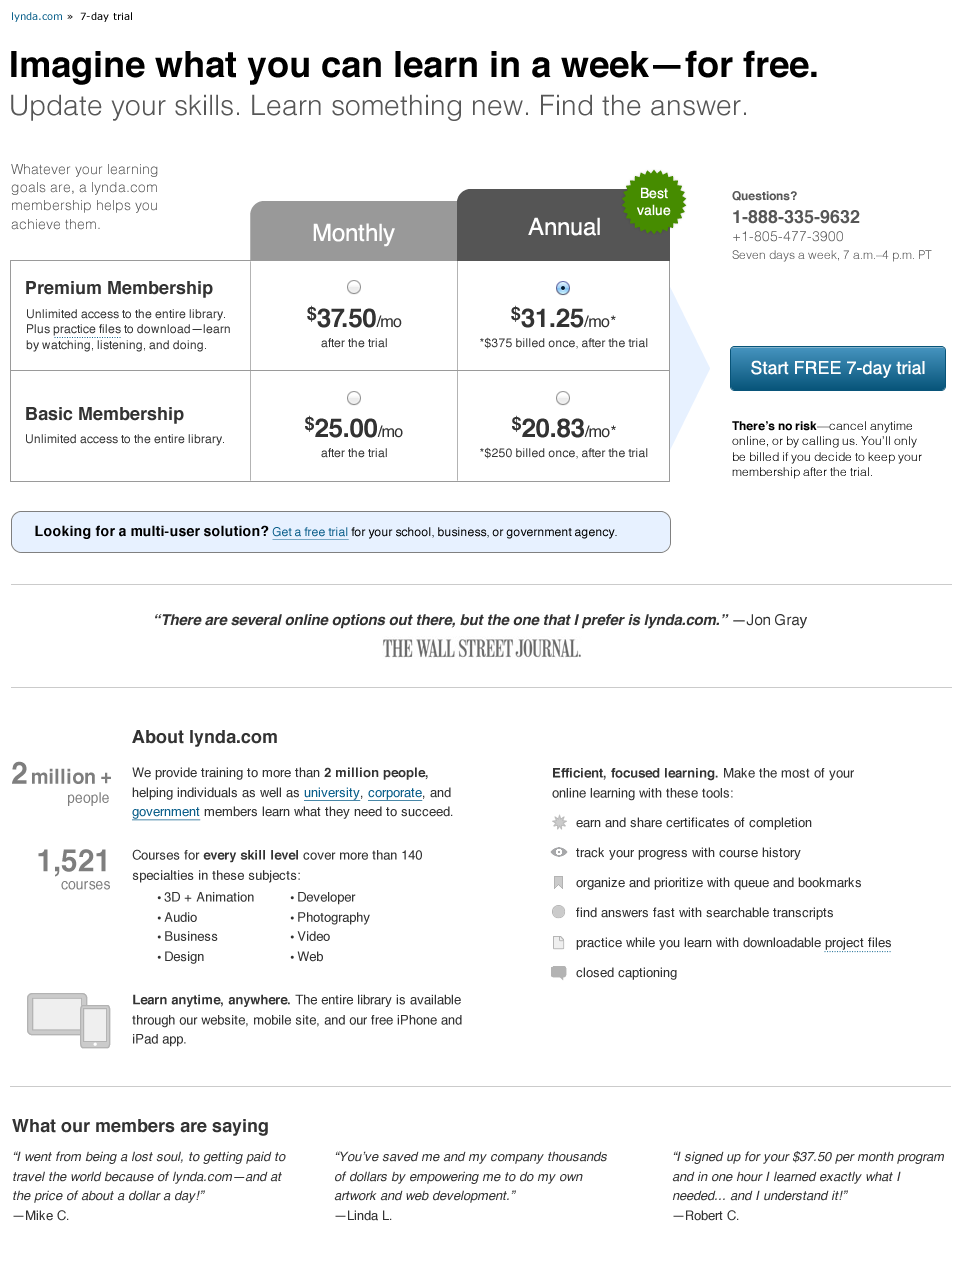 lynda.com » 7-day trial
Imagine what you can learn in a week—for free.
Update your skills. Learn something new. Find the answer.
Whatever your learning
goals are, a lynda.com
membership helps you
achieve them.
Monthly
Annual
Best
value
Questions?
1-888-335-9632
+1-805-477-3900
Seven days a week, 7 a.m.–4 p.m. PT
Premium Membership
Unlimited access to the entire library.
Plus practice files to download—learn
by watching, listening, and doing.
$37.50/mo
after the trial
$31.25/mo*
*$375 billed once, after the trial
Start FREE 7-day trial
Basic Membership
Unlimited access to the entire library.
$25.00/mo
after the trial
$20.83/mo*
*$250 billed once, after the trial
There's no risk—cancel anytime
online, or by calling us. You'll only
be billed if you decide to keep your
membership after the trial.
Looking for a multi-user solution? Get a free trial for your school, business, or government agency.
“There are several online options out there, but the one that I prefer is lynda.com.” —Jon Gray
THE WALL STREET JOURNAL.
About lynda.com
2 million +
people
We provide training to more than 2 million people,
helping individuals as well as university, corporate, and
government members learn what they need to succeed.
1,521
courses
Courses for every skill level cover more than 140
specialties in these subjects:
• 3D + Animation
• Audio
• Business
• Design
• Developer
• Photography
• Video
• Web
Learn anytime, anywhere. The entire library is available
through our website, mobile site, and our free iPhone and
iPad app.
Efficient, focused learning. Make the most of your
online learning with these tools:
earn and share certificates of completion
track your progress with course history
organize and prioritize with queue and bookmarks
find answers fast with searchable transcripts
practice while you learn with downloadable project files
closed captioning
What our members are saying
“I went from being a lost soul, to getting paid to
travel the world because of lynda.com—and at
the price of about a dollar a day!”
—Mike C.
“You've saved me and my company thousands
of dollars by empowering me to do my own
artwork and web development.”
—Linda L.
“I signed up for your $37.50 per month program
and in one hour I learned exactly what I
needed... and I understand it!”
—Robert C.